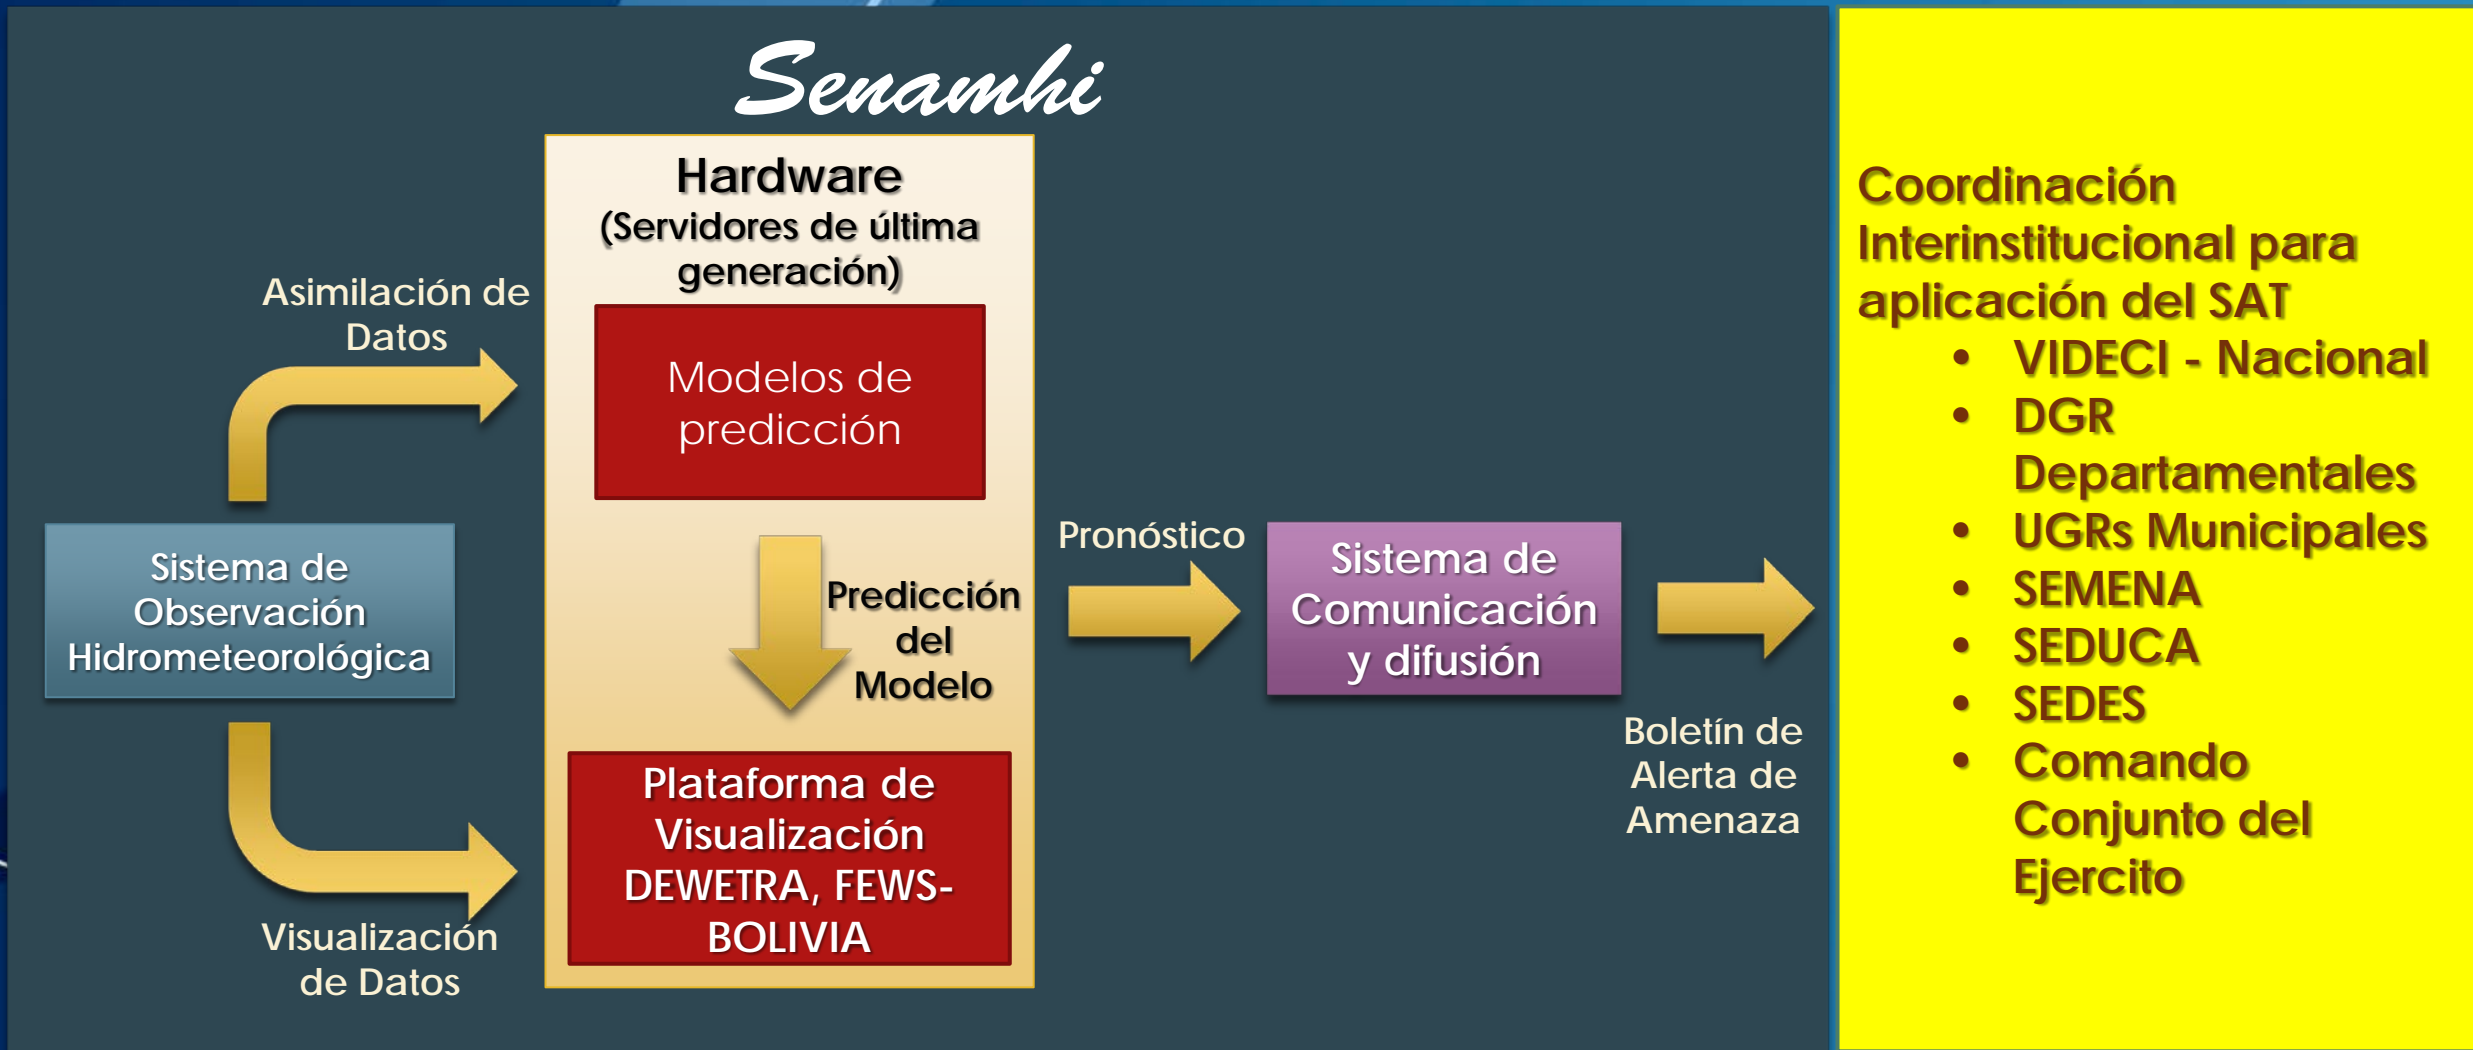 Senamhi
Hardware
(Servidores de última
generación)
Asimilación de
Datos
Modelos de
predicción
Sistema de
Observación
Hidrometeorológica
Predicción
del
Modelo
Plataforma de
Visualización
DEWETRA, FEWS-
BOLIVIA
Visualización
de Datos
Pronóstico
Sistema de
Comunicación
y difusión
Boletín de
Alerta de
Amenaza
Coordinación
Interinstitucional para
aplicación del SAT
• VIDECI - Nacional
• DGR
Departamentales
• UGRs Municipales
• SEMENA
• SEDUCA
• SEDES
• Comando
Conjunto del
Ejercito